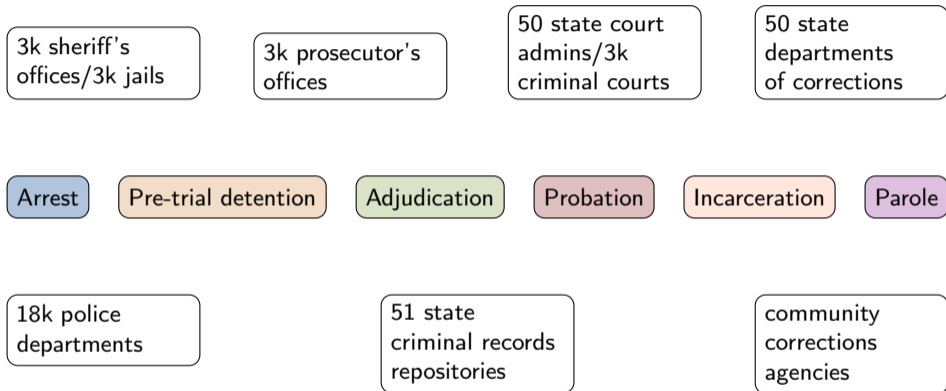 3k sheriff's
offices/3k jails
3k prosecutor's
offices
50 state court
admins/3k
criminal courts
50 state
departments
of corrections
Arrest
Pre-trial detention
Adjudication
Probation
Incarceration
Parole
18k police
departments
51 state
criminal records
repositories
community
corrections
agencies